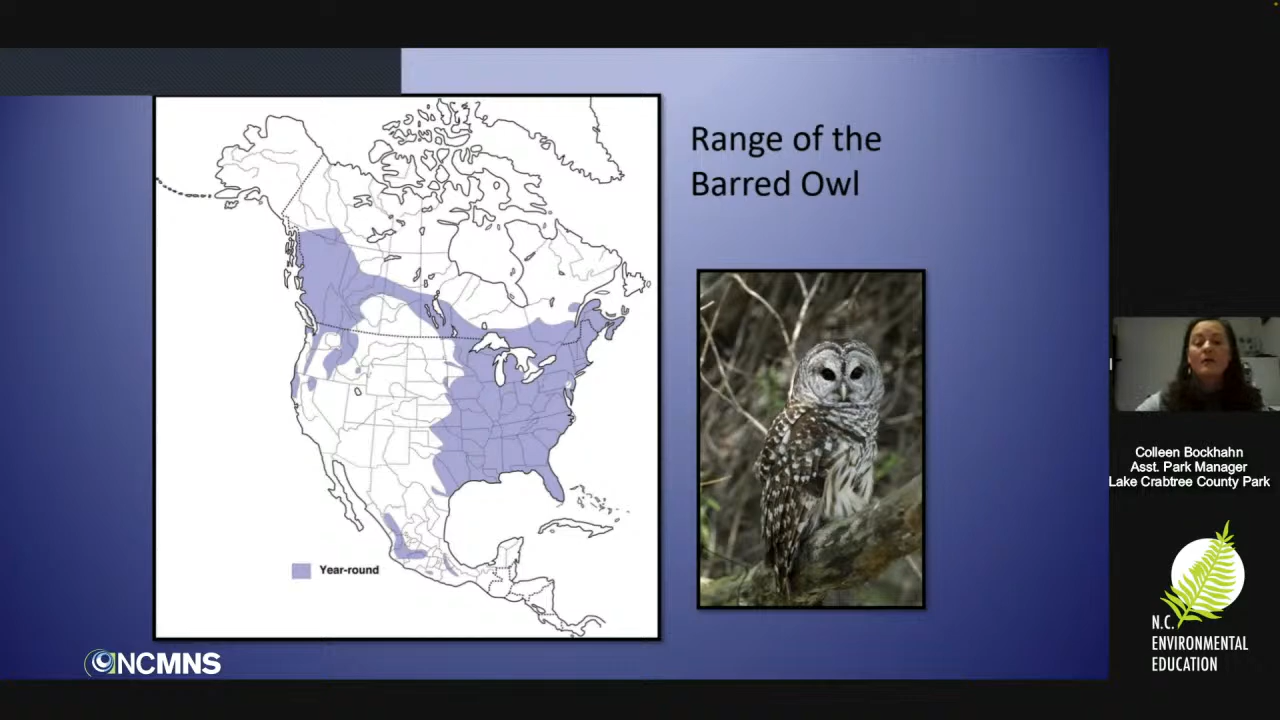 Range of the
Barred Owl
Year-round
NCMNS
Colleen Bockhahn
Asst. Park Manager
Lake Crabtree County Park
N.C.
ENVIRONMENTAL
EDUCATION